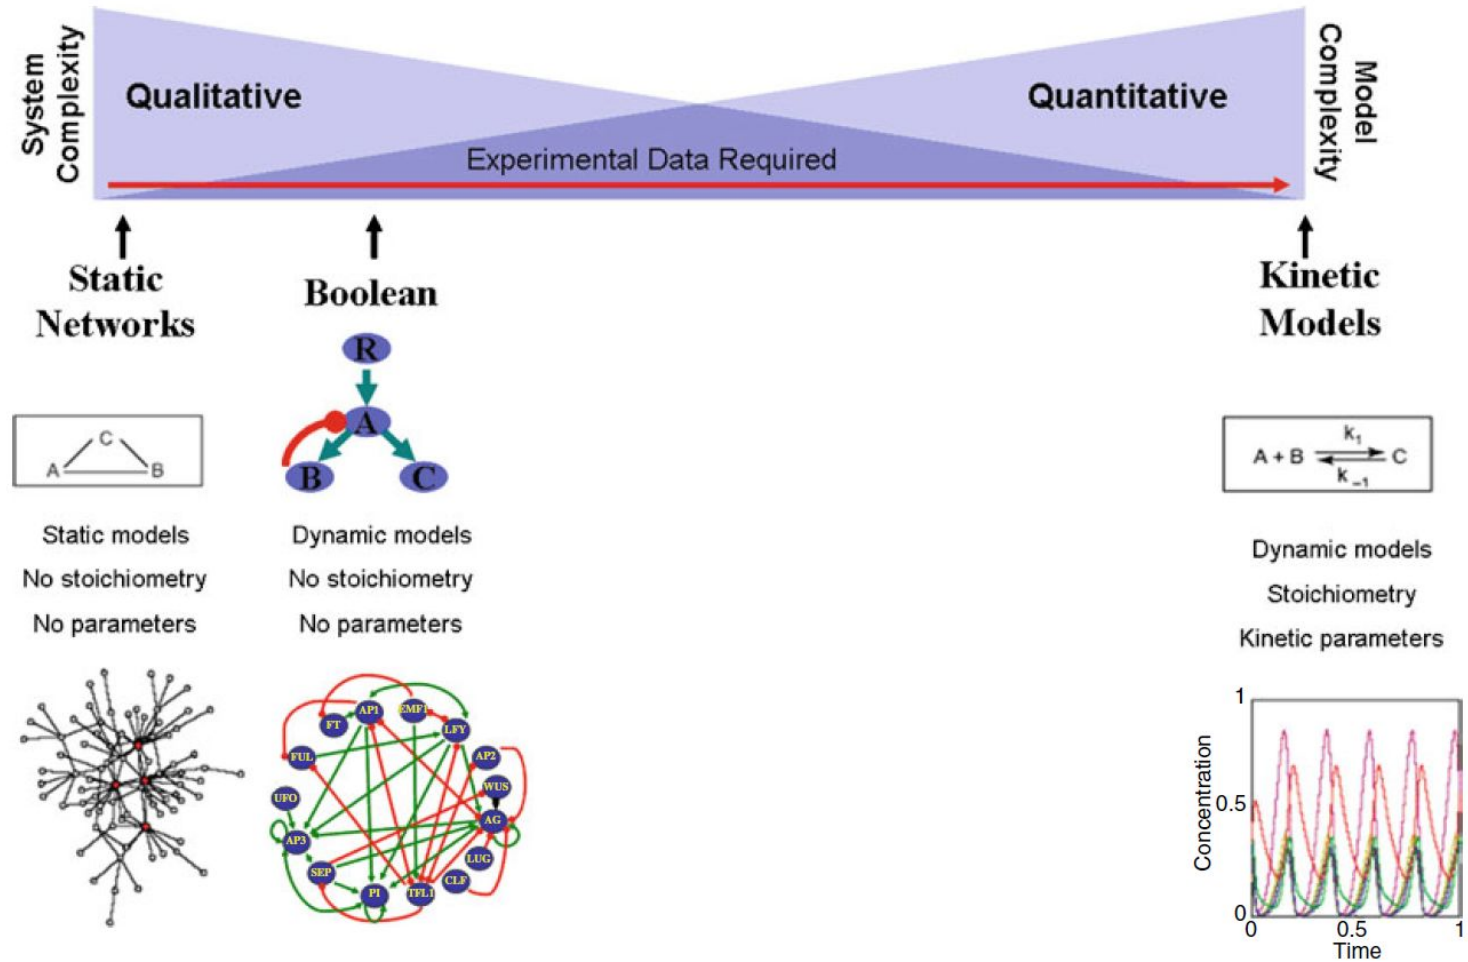 System
Complexity
Qualitative
Quantitative
Model
Complexity
Experimental Data Required
Static
Networks
Boolean
Kinetic
Models
R
A
B
C
C
A
B
A + B
k1
k-1
C
Static models
No stoichiometry
No parameters
Dynamic models
No stoichiometry
No parameters
Dynamic models
Stoichiometry
Kinetic parameters
AP1
EMF1
FT
LFY
FUL
AP2
WUS
UFO
AG
AP3
LUG
SEP
CLF
PI
TFL1
1
0.5
0
Concentration
0
0.5
1
Time